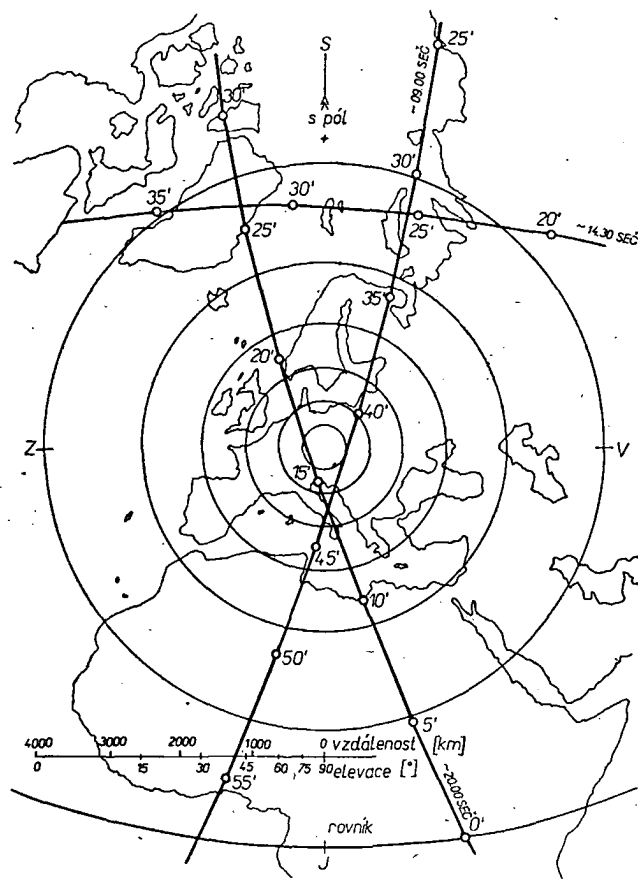 S
s pól
25'
~ 09.00 SEČ
30'
30'
35'
30'
25'
25'
20'
~ 14.30 SEČ
35'
20'
40'
Z
V
15'
45'
10'
50'
5'
4000 3000 2000 1000 0 vzdálenost [km]
0 15 30 45 60 75 90 elevace [°]
55'
~20.00 SEČ
rovník
0'
J